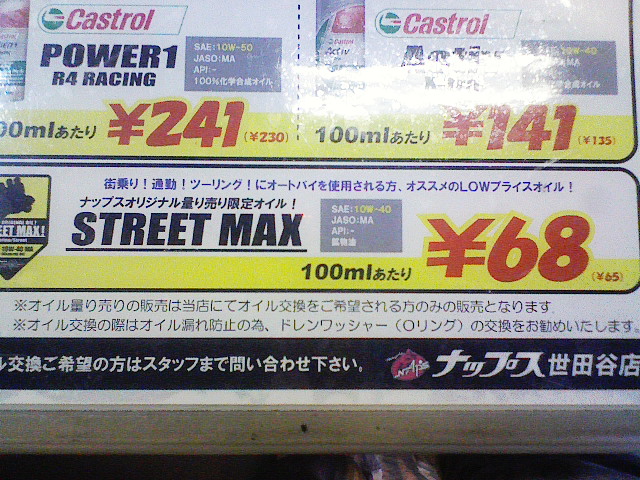 Castrol
POWER1
R4 RACING
SAE:10W-50
JASO:MA
API:-
100%化学合成オイル
00mlあたり ¥241 (¥230)
Castrol
10W-40
100mlあたり ¥141 (¥135)
街乗り！通勤！ツーリング！にオートバイを使用される方、オススメのLOWプライスオイル！
ナップスオリジナル量り売り限定オイル！
STREET MAX
SAE:10W-40
JASO:MA
API:-
鉱物油
EET MAX!
10W-40 MA
100mlあたり ¥68 (¥65)
※オイル量り売りの販売は当店にてオイル交換をご希望される方のみの販売となります
※オイル交換の際はオイル漏れ防止の為、ドレンワッシャー（Oリング）の交換をお勧めいたします。
ル交換ご希望の方はスタッフまで問い合わせ下さい。 NAPS ナップス 世田谷店